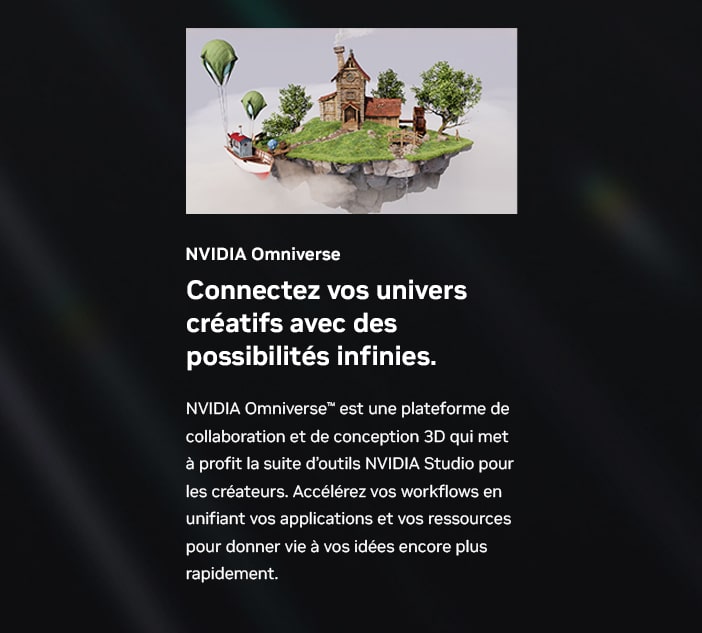 NVIDIA Omniverse
Connectez vos univers
créatifs avec des
possibilités infinies.
NVIDIA Omniverse™ est une plateforme de
collaboration et de conception 3D qui met
à profit la suite d’outils NVIDIA Studio pour
les créateurs. Accélérez vos workflows en
unifiant vos applications et vos ressources
pour donner vie à vos idées encore plus
rapidement.